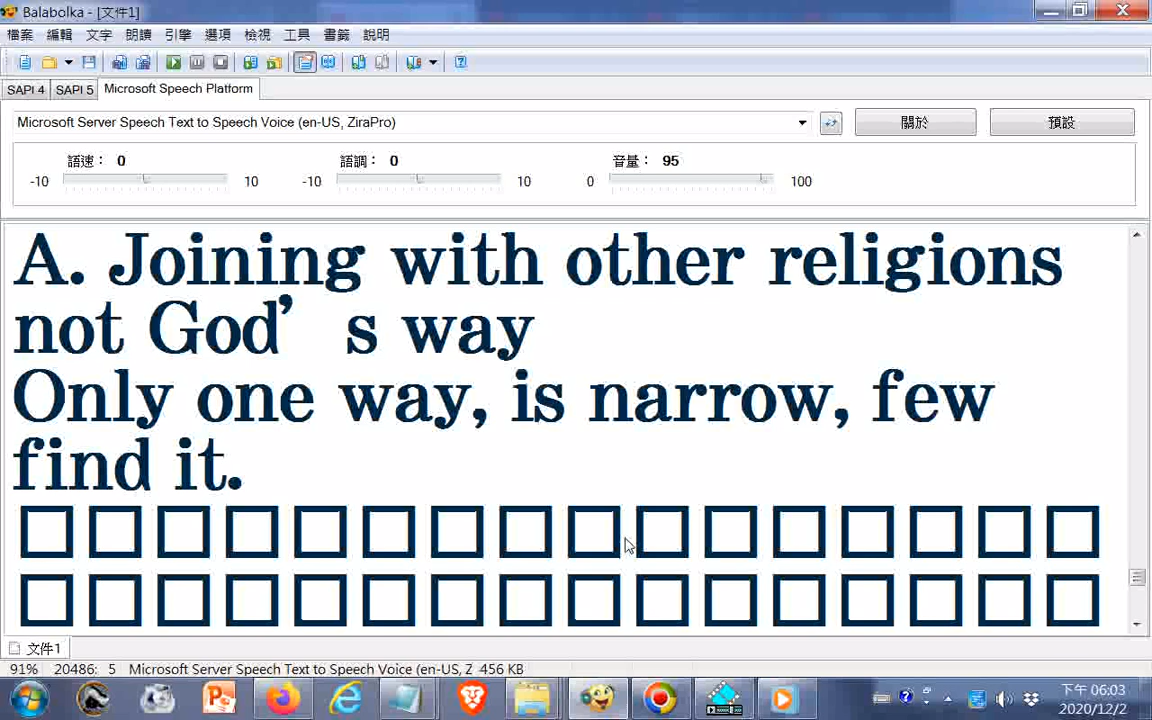 Balabolka - [文件1]
檔案 編輯 文字 朗讀 引擎 選項 檢視 工具 書籤 說明
SAPI 4 SAPI 5 Microsoft Speech Platform
Microsoft Server Speech Text to Speech Voice (en-US, ZiraPro) 關於 預設
語速： 0 語調： 0 音量： 95
-10 10 -10 10 0 100
A. Joining with other religions
not God’s way
Only one way, is narrow, few
find it.
□□□□□□□□□□□□□□□□
□□□□□□□□□□□□□□□□
文件1
91% 20486: 5 Microsoft Server Speech Text to Speech Voice (en-US, Z 456 KB
下午 06:03
2020/12/2